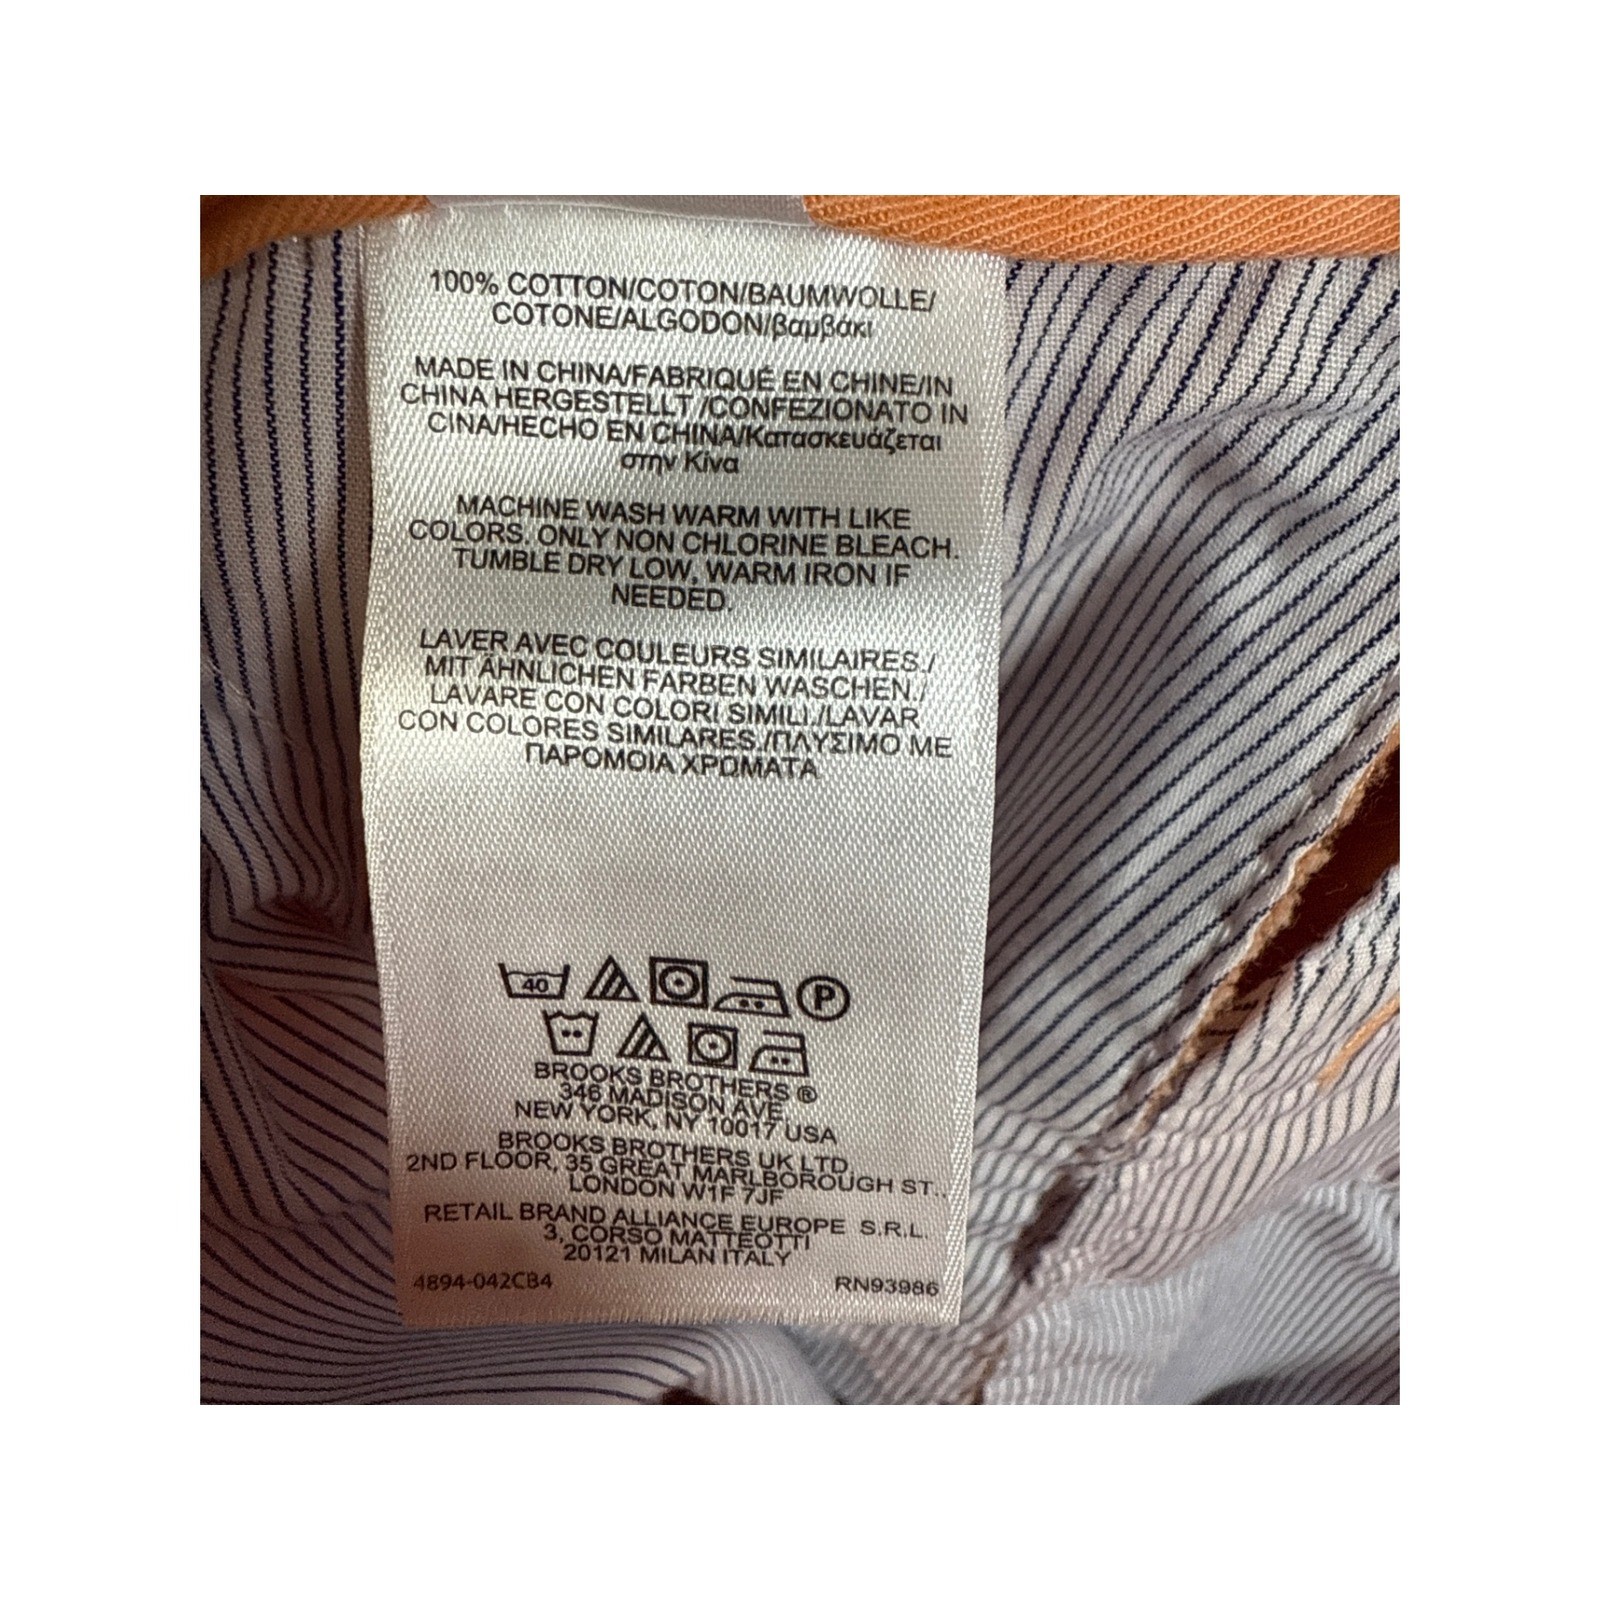 100% COTTON/COTON/BAUMWOLLE/
COTONE/ALGODON/βαμβάκι
MADE IN CHINA/FABRIQUÉ EN CHINE/IN
CHINA HERGESTELLT /CONFEZIONATO IN
CINA/HECHO EN CHINA/Κατασκευάζεται
στην Κίνα
MACHINE WASH WARM WITH LIKE
COLORS. ONLY NON CHLORINE BLEACH.
TUMBLE DRY LOW, WARM IRON IF
NEEDED.
LAVER AVEC COULEURS SIMILAIRES./
MIT ÄHNLICHEN FARBEN WASCHEN./
LAVARE CON COLORI SIMILI./LAVAR
CON COLORES SIMILARES./ΠΛΥΣΙΜΟ ΜΕ
ΠΑΡΟΜΟΙΑ ΧΡΩΜΑΤΑ
40 P
BROOKS BROTHERS ®
346 MADISON AVE,
NEW YORK, NY 10017 USA
BROOKS BROTHERS UK LTD,
2ND FLOOR, 35 GREAT MARLBOROUGH ST.,
LONDON W1F 7JF
RETAIL BRAND ALLIANCE EUROPE S.R.L.
3, CORSO MATTEOTTI
20121 MILAN ITALY
4894-042CB4 RN93986